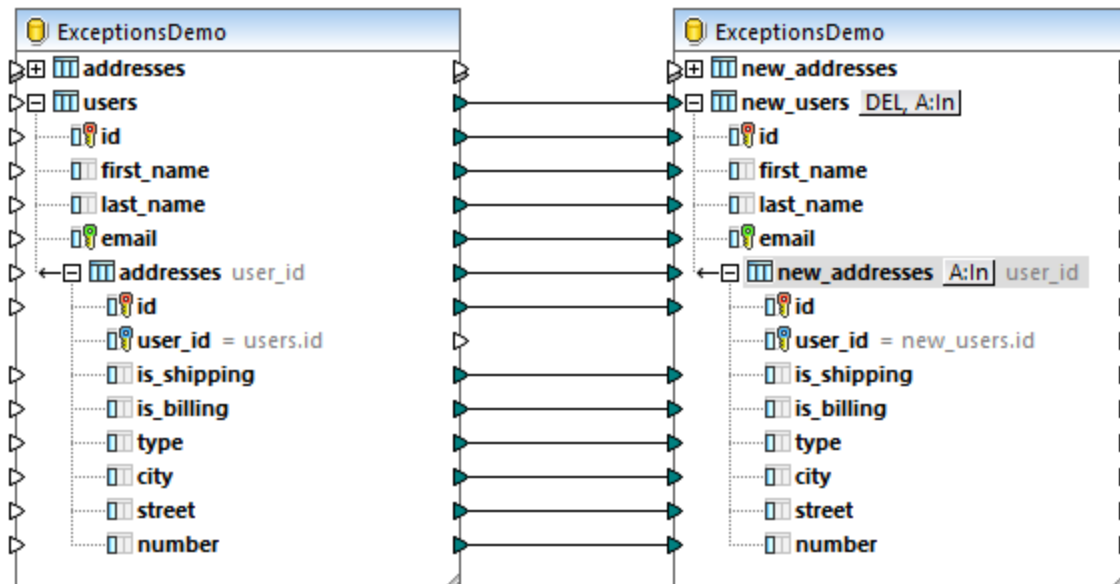 ExceptionsDemo
addresses
users
id
first_name
last_name
email
addresses user_id
id
user_id = users.id
is_shipping
is_billing
type
city
street
number
ExceptionsDemo
new_addresses
new_users DEL, A:In
id
first_name
last_name
email
new_addresses A:In user_id
id
user_id = new_users.id
is_shipping
is_billing
type
city
street
number